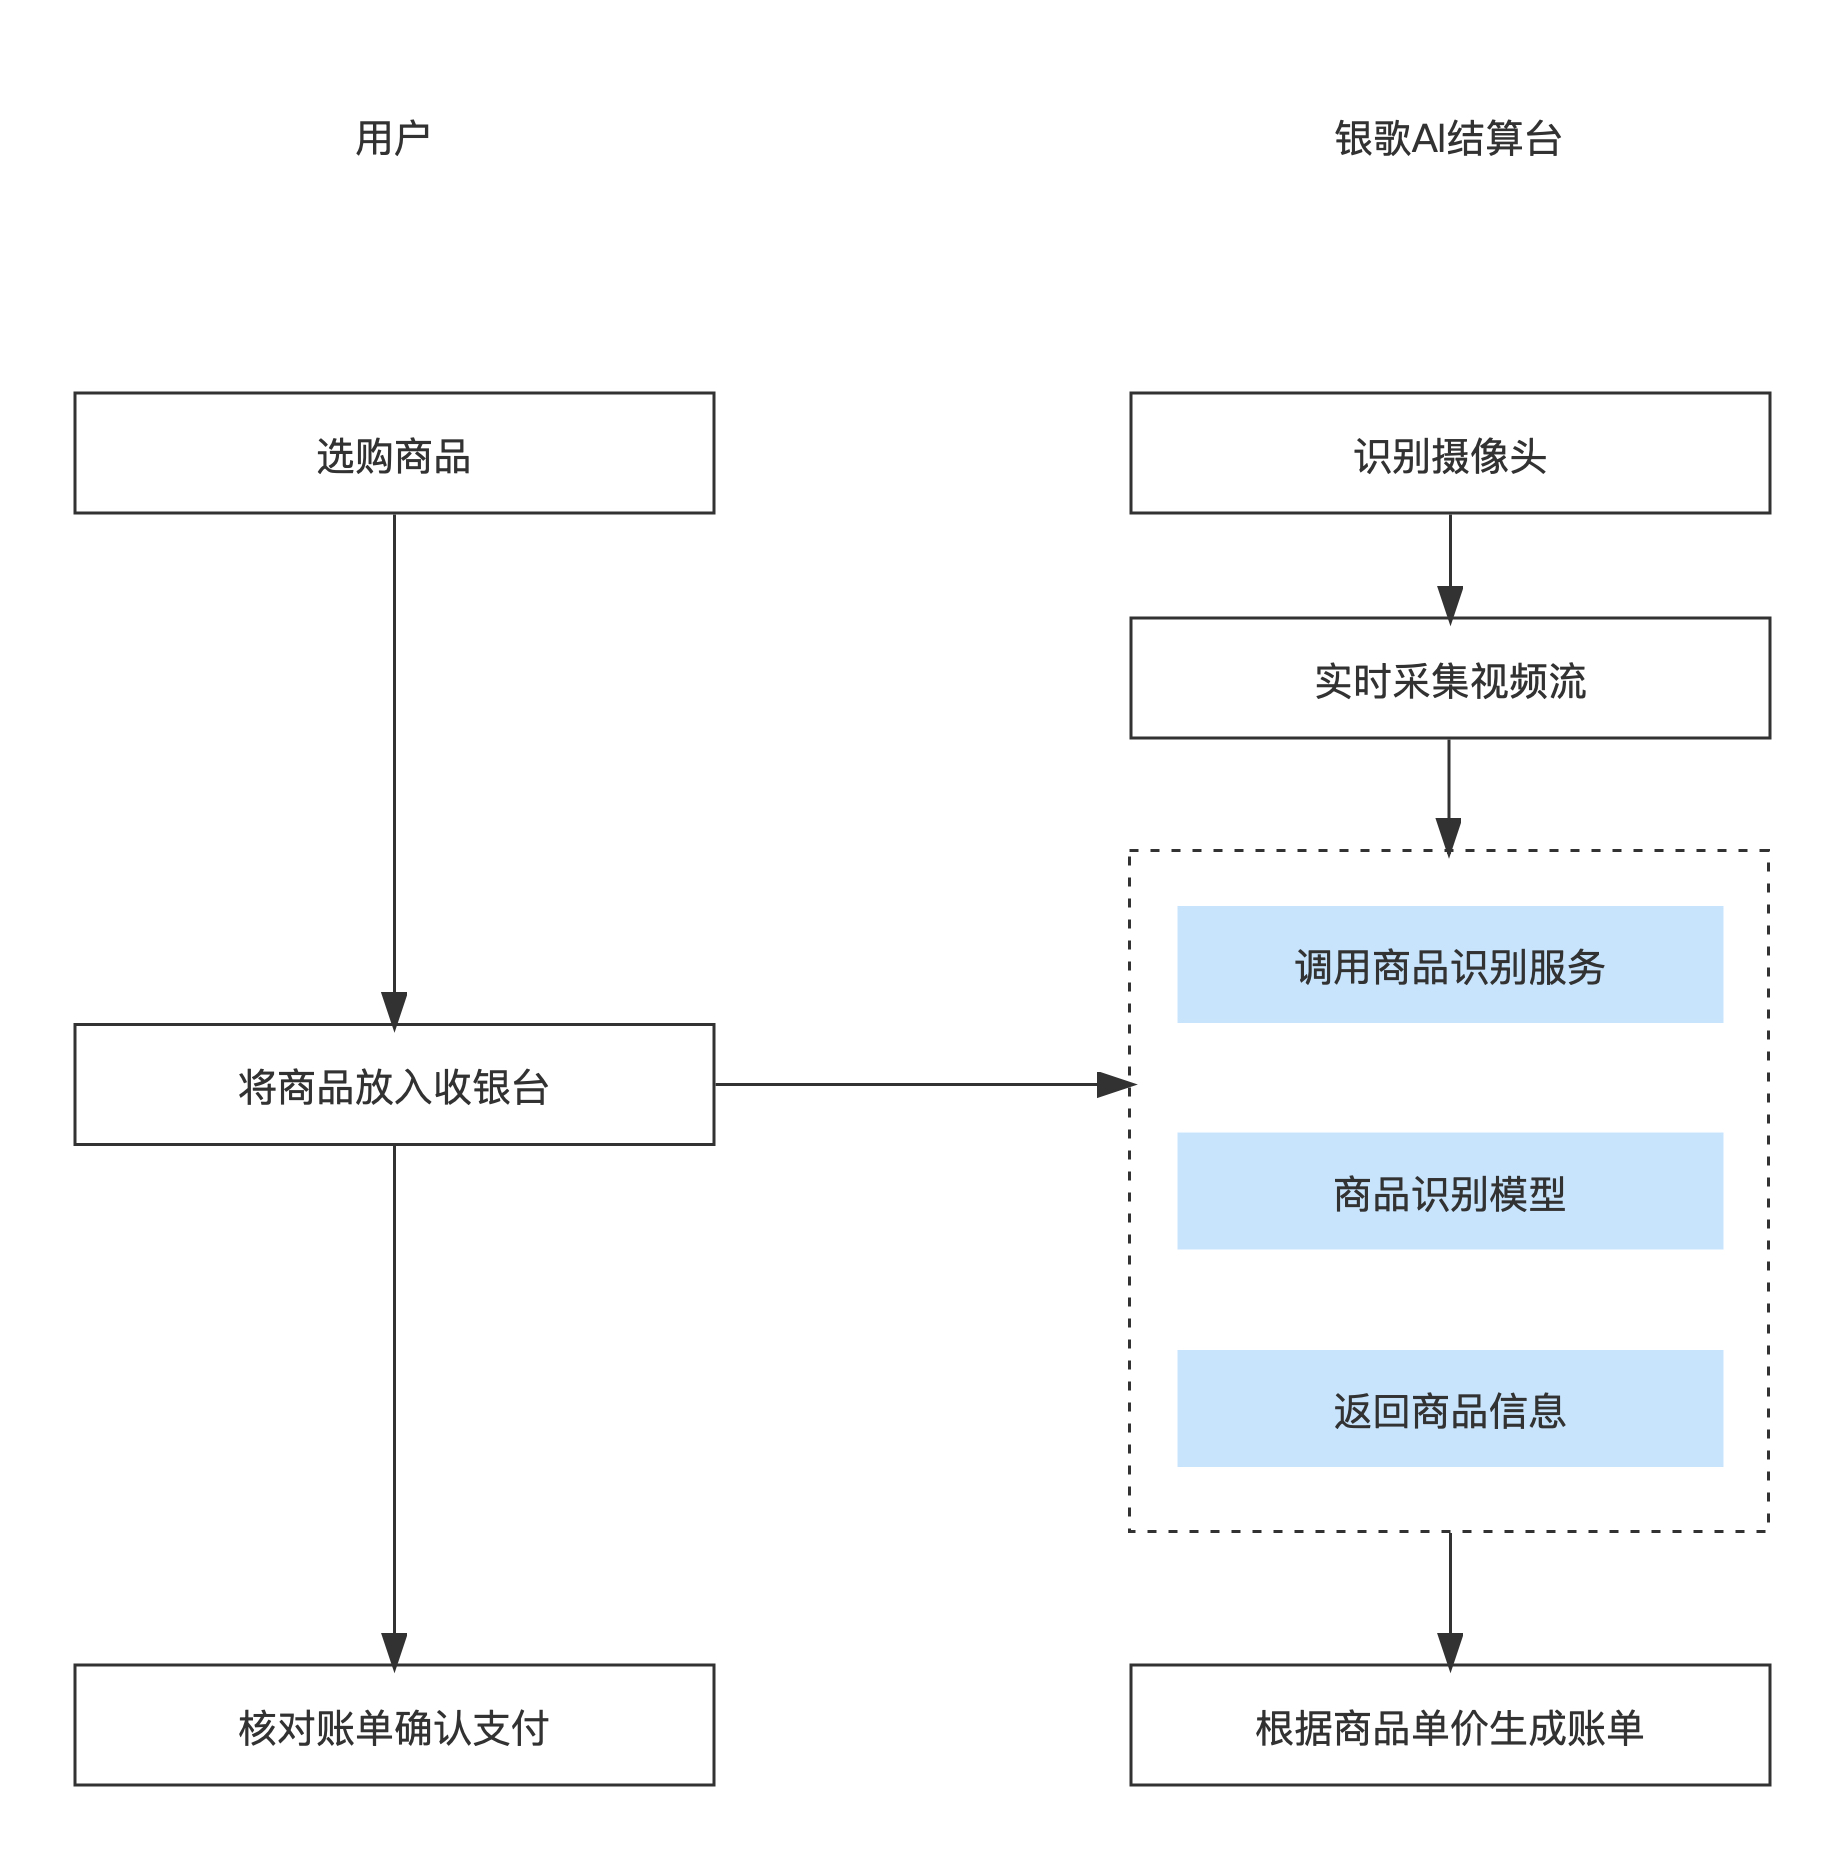 用户
银歌AI结算台
选购商品
识别摄像头
实时采集视频流
调用商品识别服务
将商品放入收银台
商品识别模型
返回商品信息
核对账单确认支付
根据商品单价生成账单